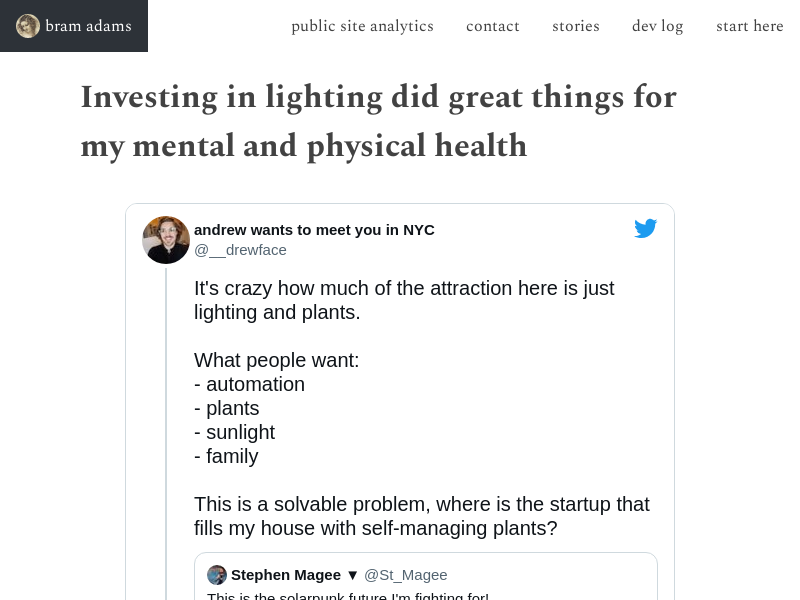 bram adams
public site analytics contact stories dev log start here
Investing in lighting did great things for
my mental and physical health
andrew wants to meet you in NYC
@__drewface
It's crazy how much of the attraction here is just
lighting and plants.
What people want:
- automation
- plants
- sunlight
- family
This is a solvable problem, where is the startup that
fills my house with self-managing plants?
Stephen Magee ▼ @St_Magee
This is the solarpunk future I'm fighting for!